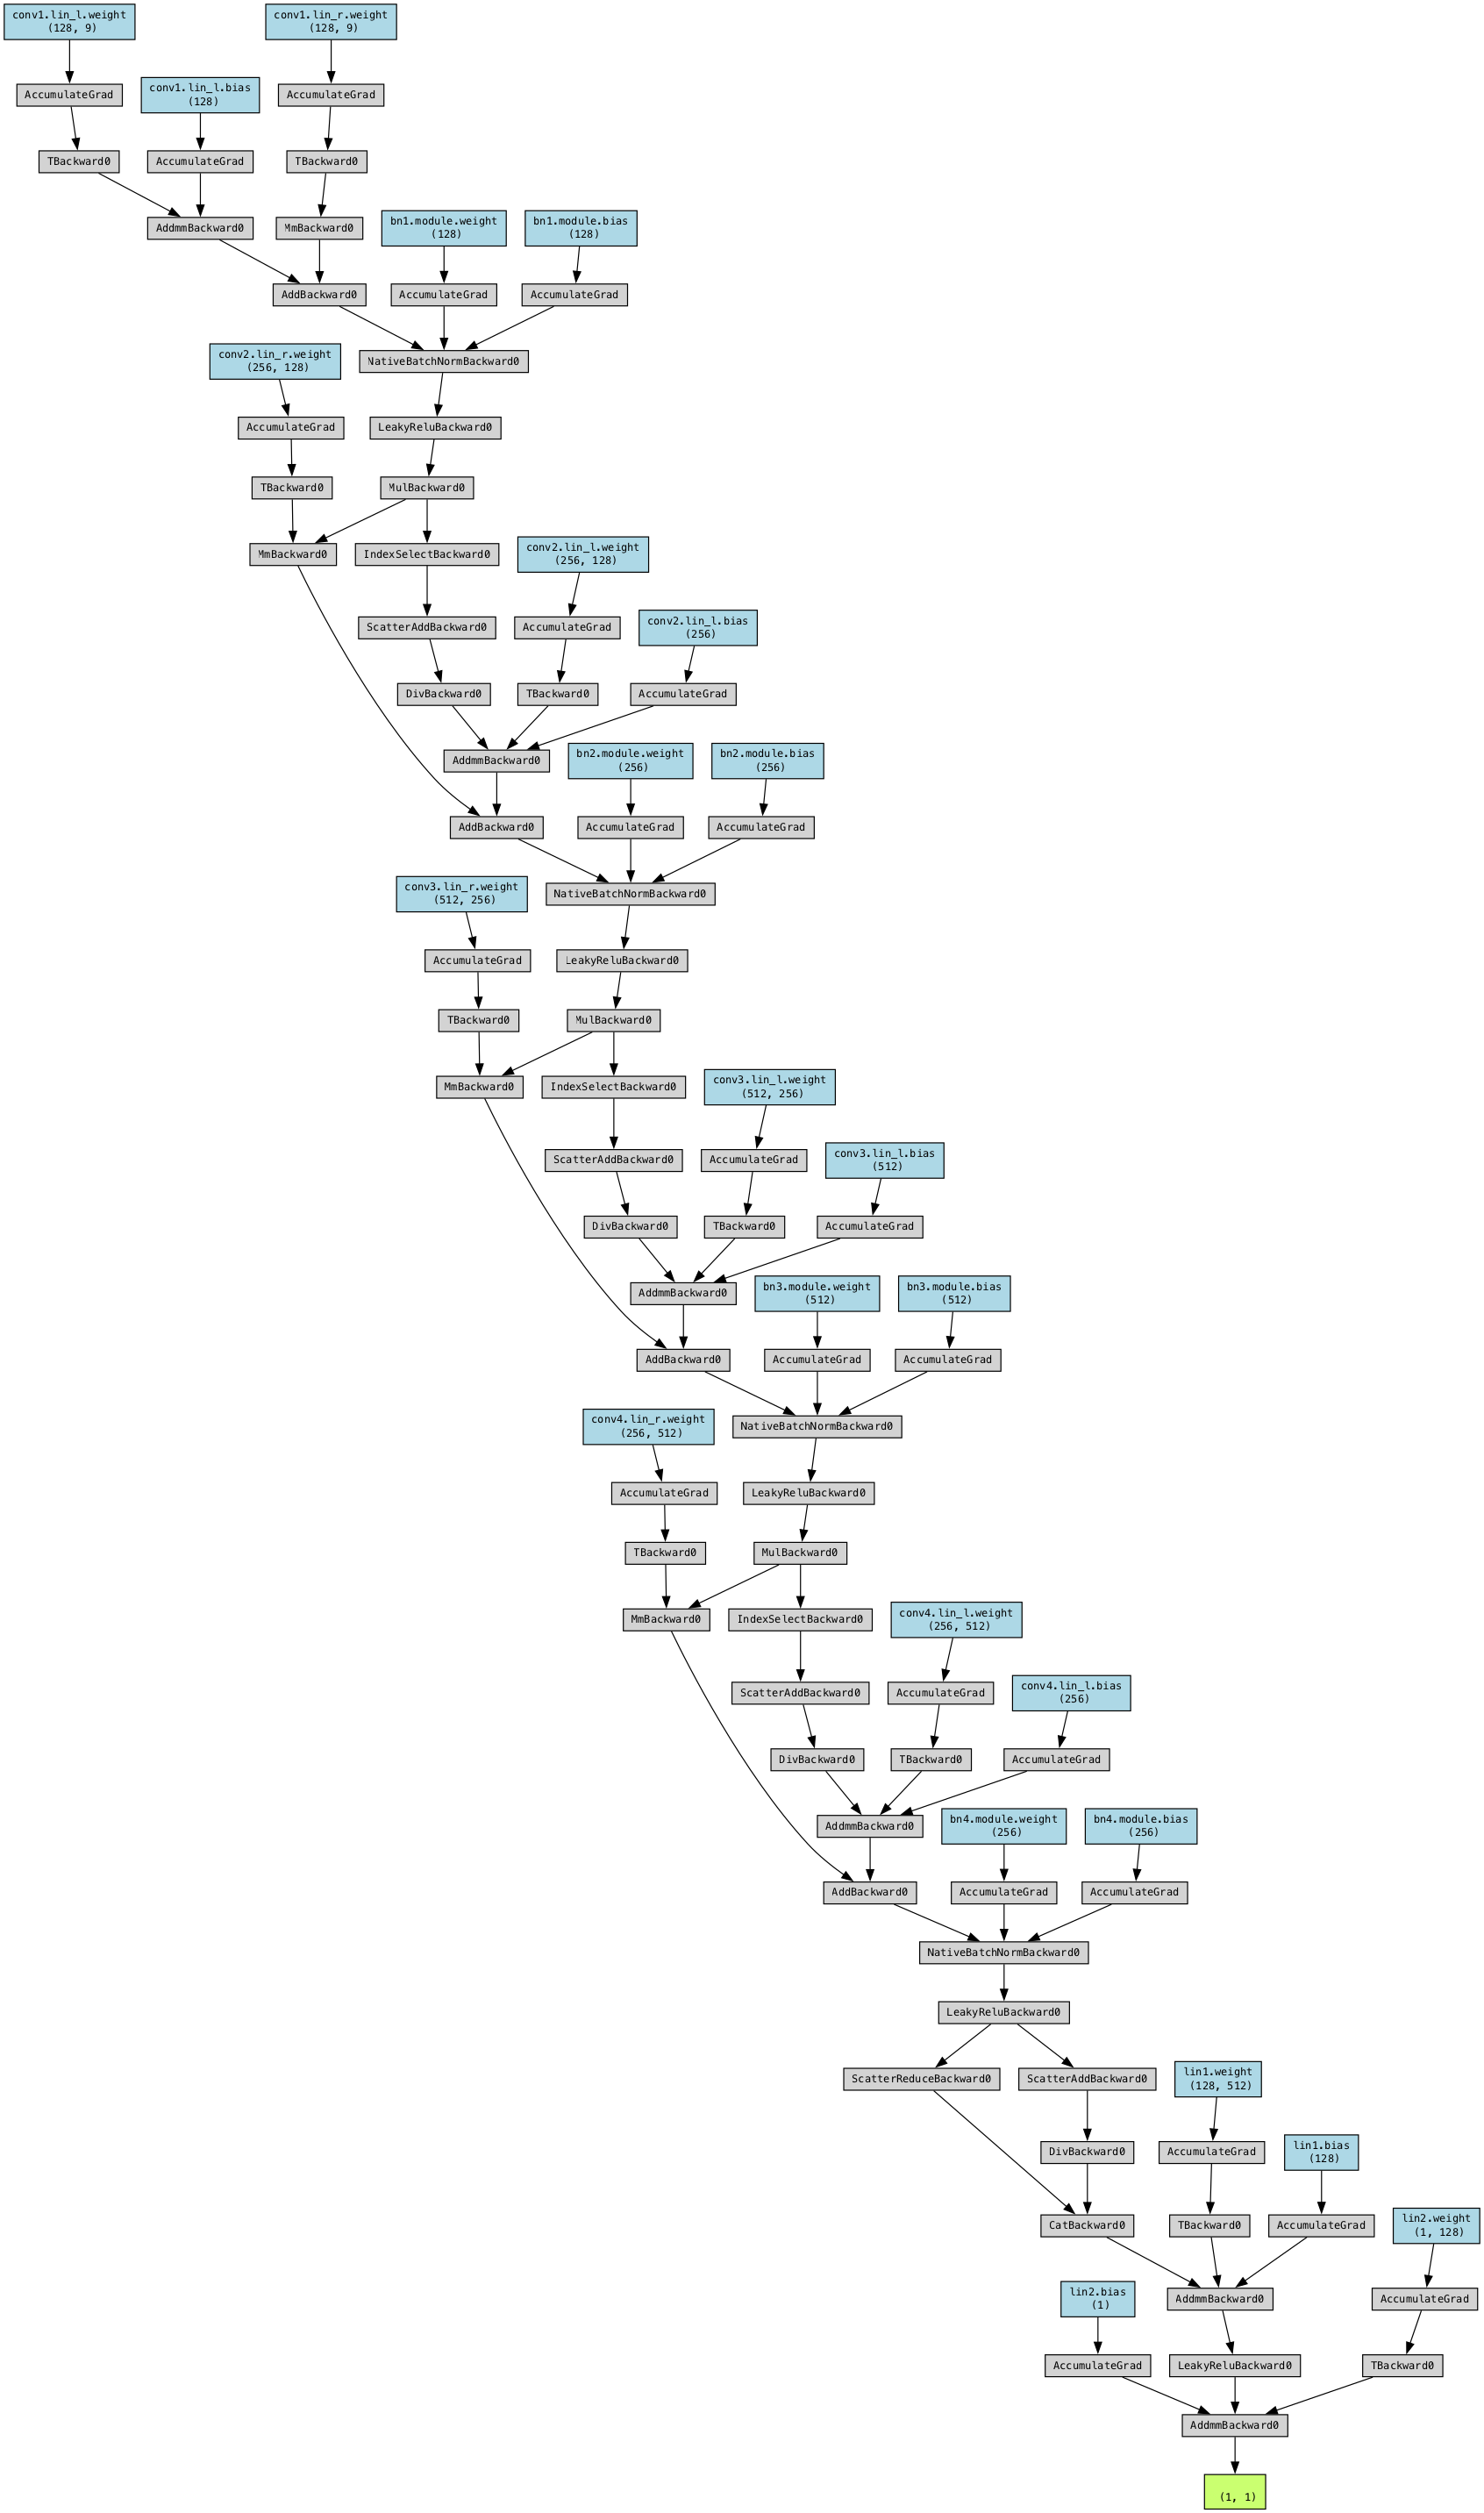 conv1.lin_l.weight
(128, 9)
conv1.lin_r.weight
(128, 9)
AccumulateGrad
conv1.lin_l.bias
(128)
AccumulateGrad
TBackward0
AccumulateGrad
TBackward0
AddmmBackward0
MmBackward0
bn1.module.weight
(128)
bn1.module.bias
(128)
AddBackward0
AccumulateGrad
AccumulateGrad
conv2.lin_r.weight
(256, 128)
NativeBatchNormBackward0
AccumulateGrad
LeakyReluBackward0
TBackward0
MulBackward0
MmBackward0
IndexSelectBackward0
conv2.lin_l.weight
(256, 128)
ScatterAddBackward0
AccumulateGrad
conv2.lin_l.bias
(256)
DivBackward0
TBackward0
AccumulateGrad
AddmmBackward0
bn2.module.weight
(256)
bn2.module.bias
(256)
AddBackward0
AccumulateGrad
AccumulateGrad
conv3.lin_r.weight
(512, 256)
NativeBatchNormBackward0
AccumulateGrad
LeakyReluBackward0
TBackward0
MulBackward0
MmBackward0
IndexSelectBackward0
conv3.lin_l.weight
(512, 256)
ScatterAddBackward0
AccumulateGrad
conv3.lin_l.bias
(512)
DivBackward0
TBackward0
AccumulateGrad
AddmmBackward0
bn3.module.weight
(512)
bn3.module.bias
(512)
AddBackward0
AccumulateGrad
AccumulateGrad
conv4.lin_r.weight
(256, 512)
NativeBatchNormBackward0
AccumulateGrad
LeakyReluBackward0
TBackward0
MulBackward0
MmBackward0
IndexSelectBackward0
conv4.lin_l.weight
(256, 512)
ScatterAddBackward0
AccumulateGrad
conv4.lin_l.bias
(256)
DivBackward0
TBackward0
AccumulateGrad
AddmmBackward0
bn4.module.weight
(256)
bn4.module.bias
(256)
AddBackward0
AccumulateGrad
AccumulateGrad
NativeBatchNormBackward0
LeakyReluBackward0
ScatterReduceBackward0
ScatterAddBackward0
lin1.weight
(128, 512)
DivBackward0
AccumulateGrad
lin1.bias
(128)
CatBackward0
TBackward0
AccumulateGrad
lin2.weight
(1, 128)
lin2.bias
(1)
AddmmBackward0
AccumulateGrad
AccumulateGrad
LeakyReluBackward0
TBackward0
AddmmBackward0
(1, 1)